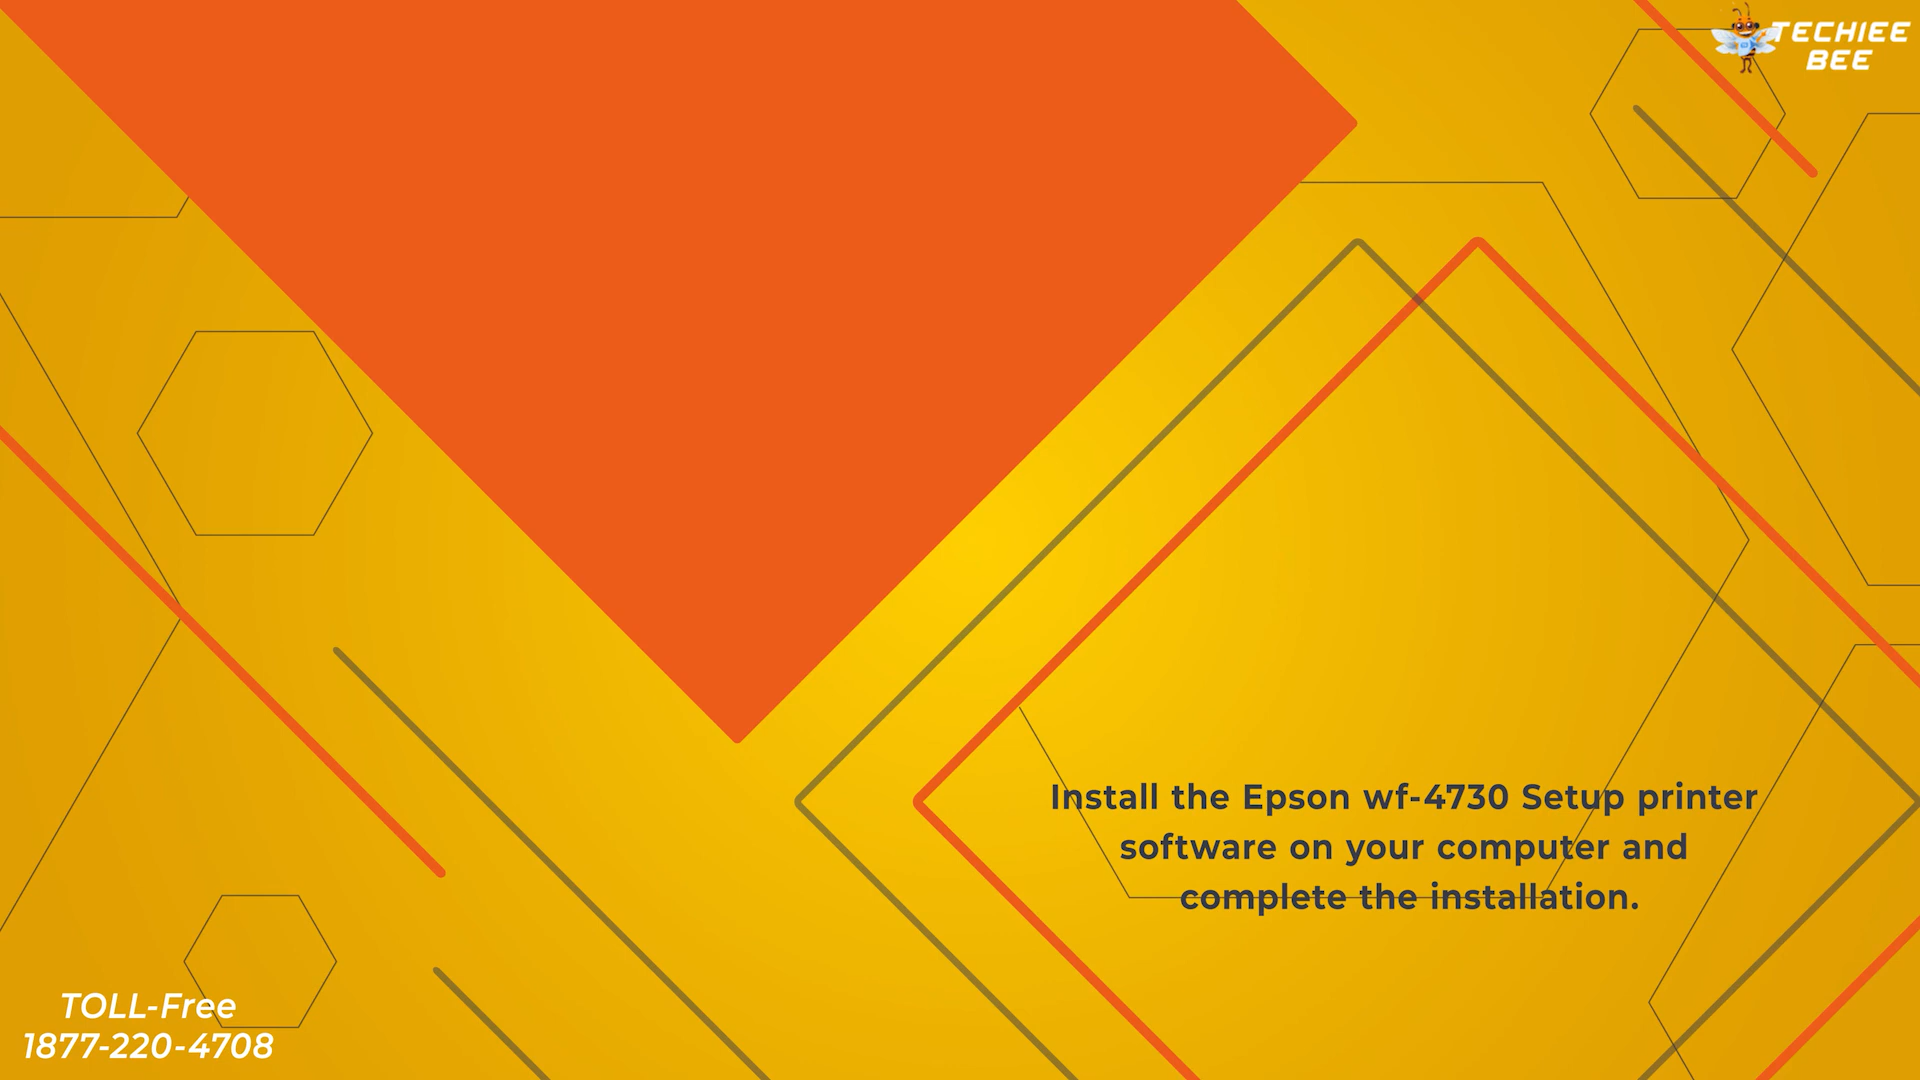 TECHIEE
BEE
Install the Epson wf-4730 Setup printer
software on your computer and
complete the installation.
TOLL-Free
1877-220-4708